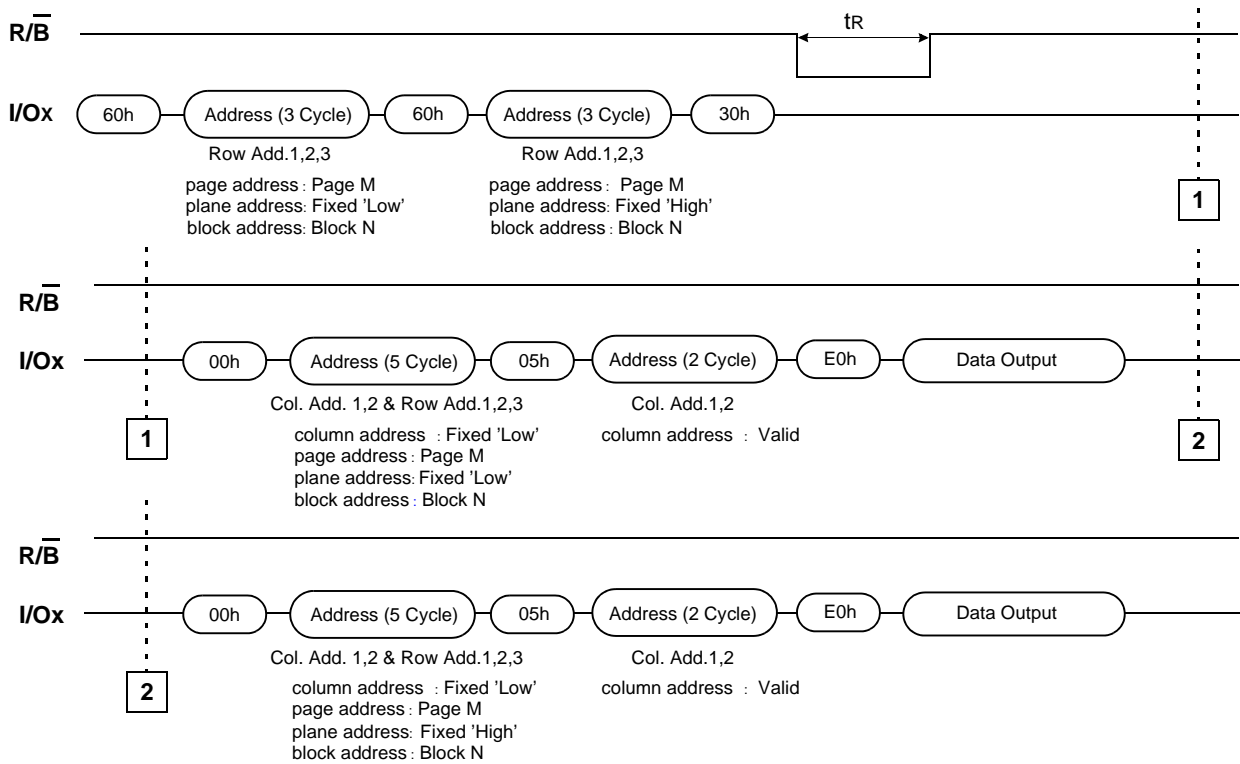 R/B tR
I/Ox 60h Address (3 Cycle) 60h Address (3 Cycle) 30h
Row Add.1,2,3 Row Add.1,2,3
page address : Page M page address : Page M
plane address: Fixed 'Low' plane address: Fixed 'High'
block address: Block N block address : Block N
1
R/B
I/Ox 00h Address (5 Cycle) 05h Address (2 Cycle) E0h Data Output
Col. Add. 1,2 & Row Add.1,2,3 Col. Add.1,2
1 column address : Fixed 'Low' column address : Valid 2
page address : Page M
plane address: Fixed 'Low'
block address : Block N
R/B
I/Ox 00h Address (5 Cycle) 05h Address (2 Cycle) E0h Data Output
Col. Add. 1,2 & Row Add.1,2,3 Col. Add.1,2
2 column address : Fixed 'Low' column address : Valid
page address : Page M
plane address: Fixed 'High'
block address : Block N